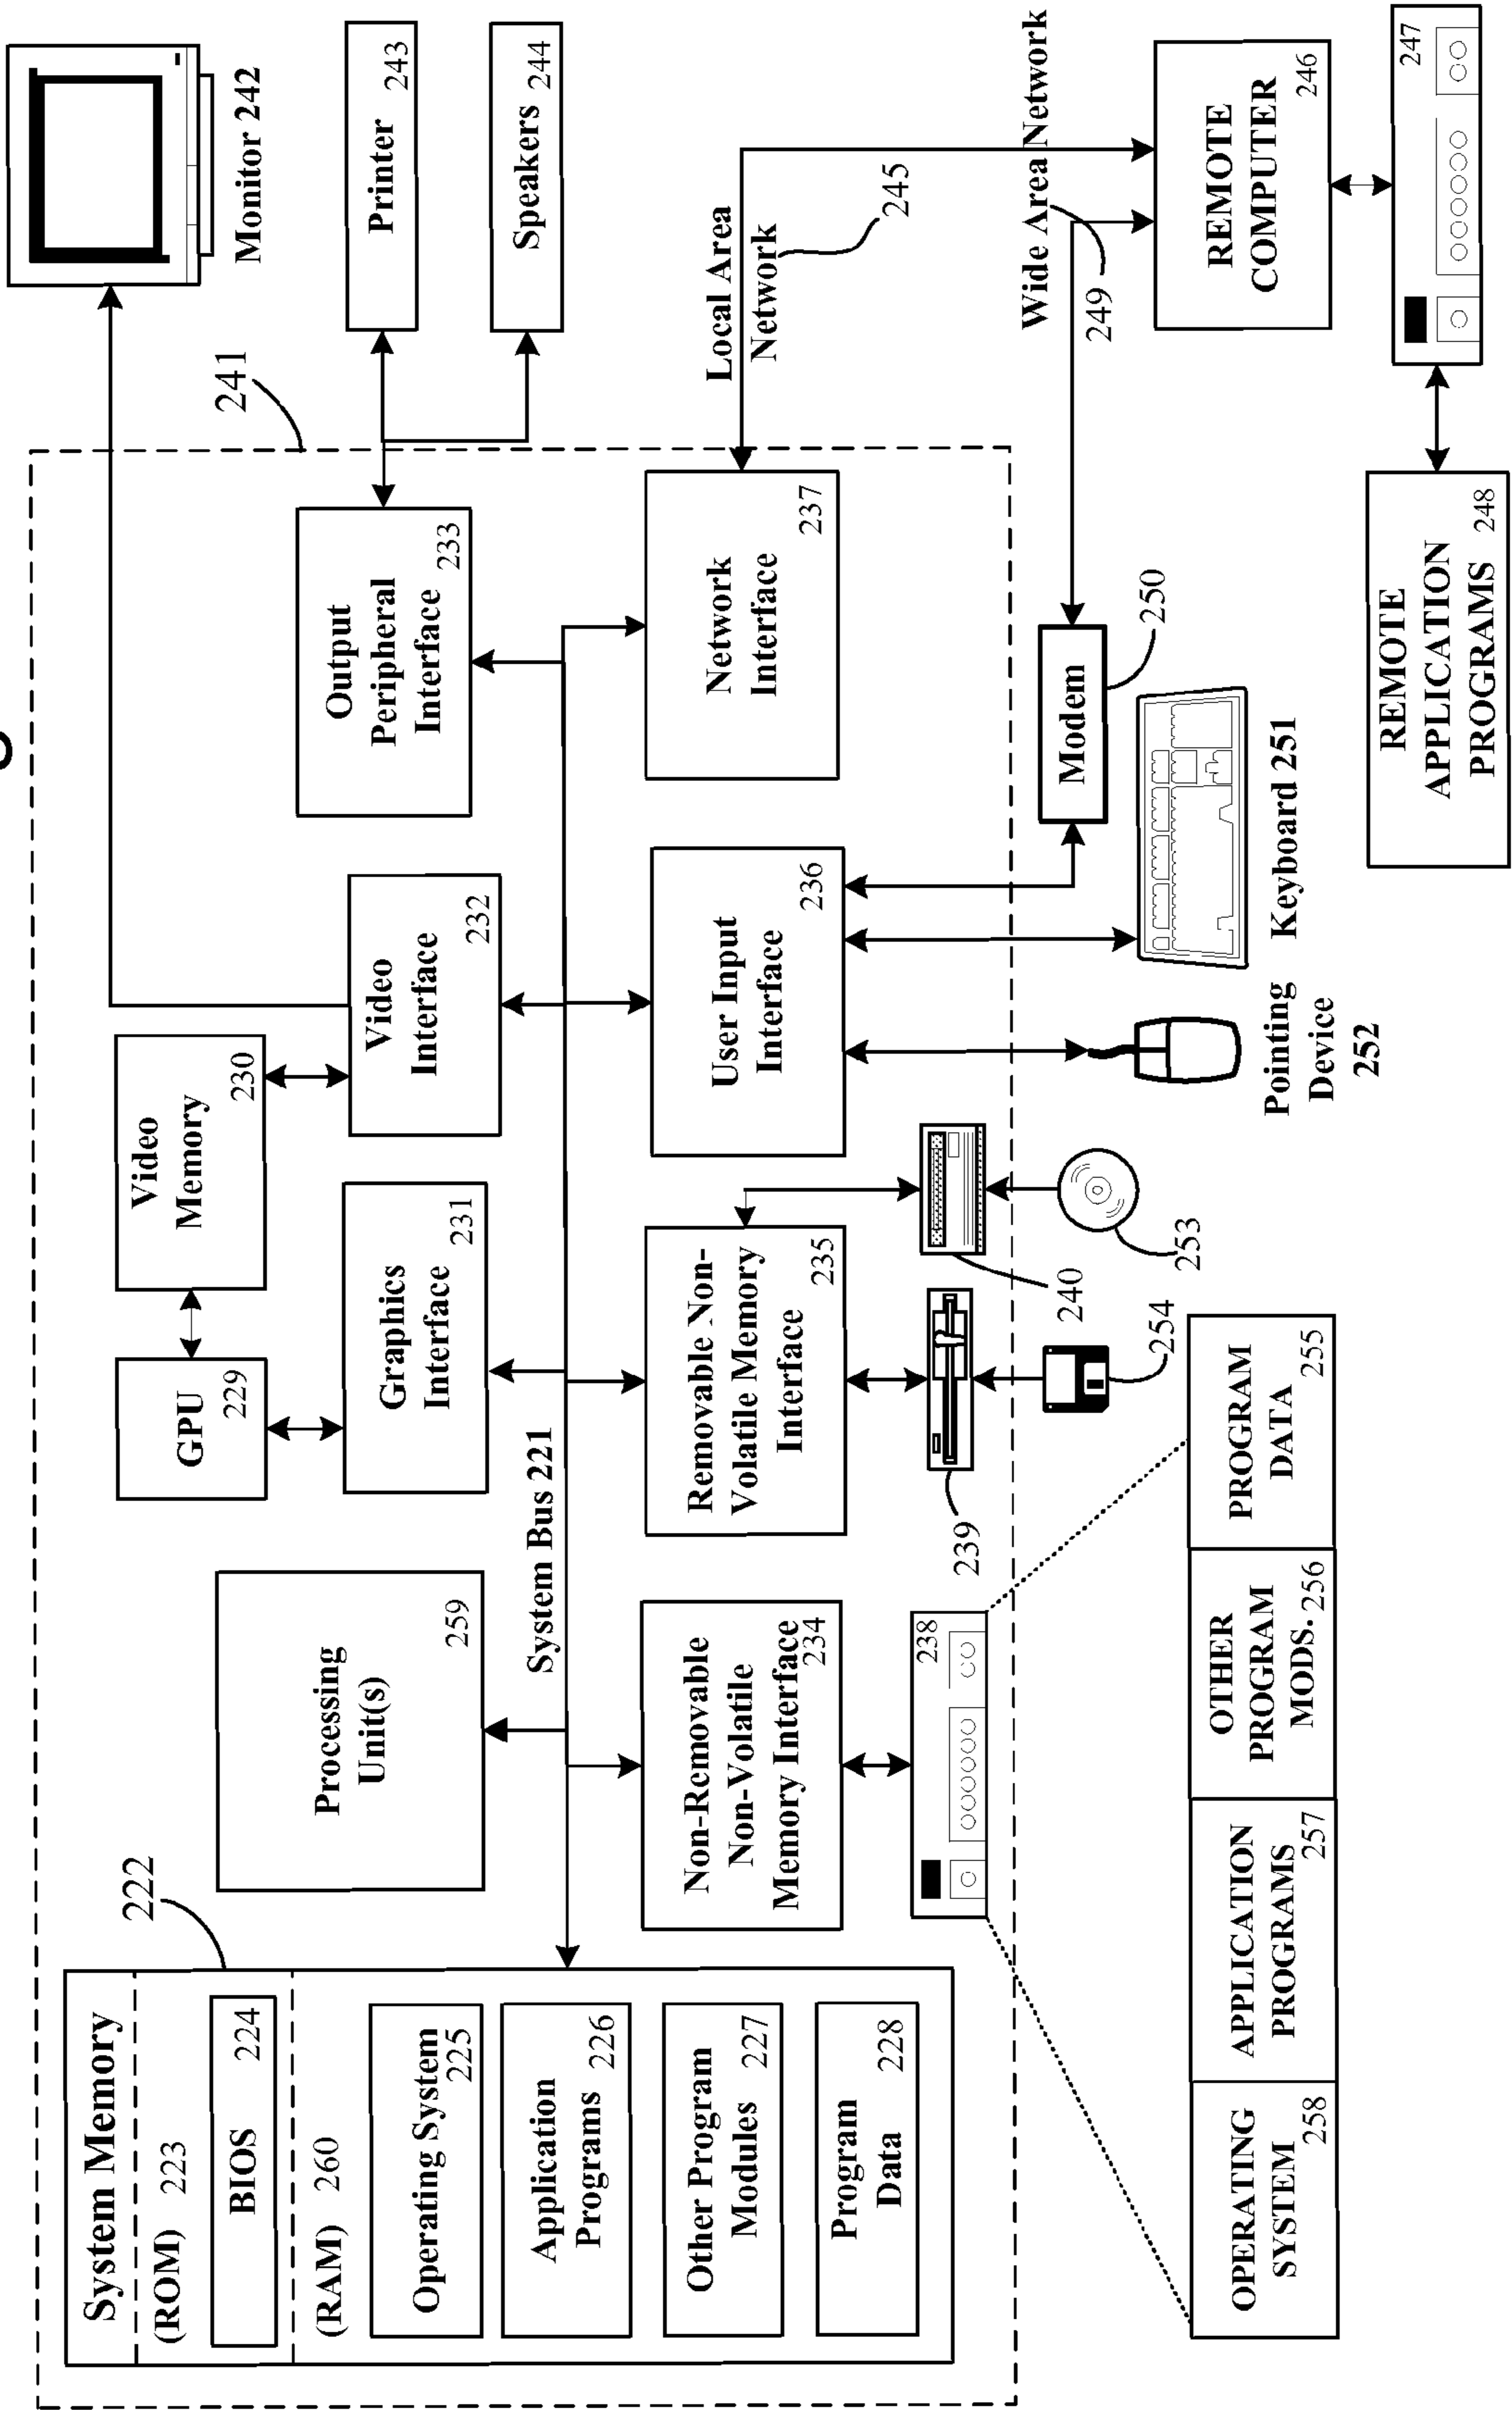 System Memory
222
(ROM) 223
BIOS 224
(RAM) 260
Operating System
225
Application
Programs 226
Other Program
Modules 227
Program
Data 228
Processing
Unit(s)
259
GPU
229
Video
Memory
230
Graphics
Interface
231
Video
Interface
232
Output
Peripheral
Interface
233
241
Monitor 242
Printer
243
Speakers
244
System Bus 221
Non-Removable
Non-Volatile
Memory Interface
234
Removable Non-
Volatile Memory
Interface
235
User Input
Interface
236
Network
Interface
237
Local Area
Network
245
238
239
240
254
253
Pointing
Device
252
Keyboard 251
Modem
250
Wide Area Network
249
REMOTE
COMPUTER
246
247
REMOTE
APPLICATION
PROGRAMS 248
OPERATING
SYSTEM
258
APPLICATION
PROGRAMS
257
OTHER
PROGRAM
MODS. 256
PROGRAM
DATA
255